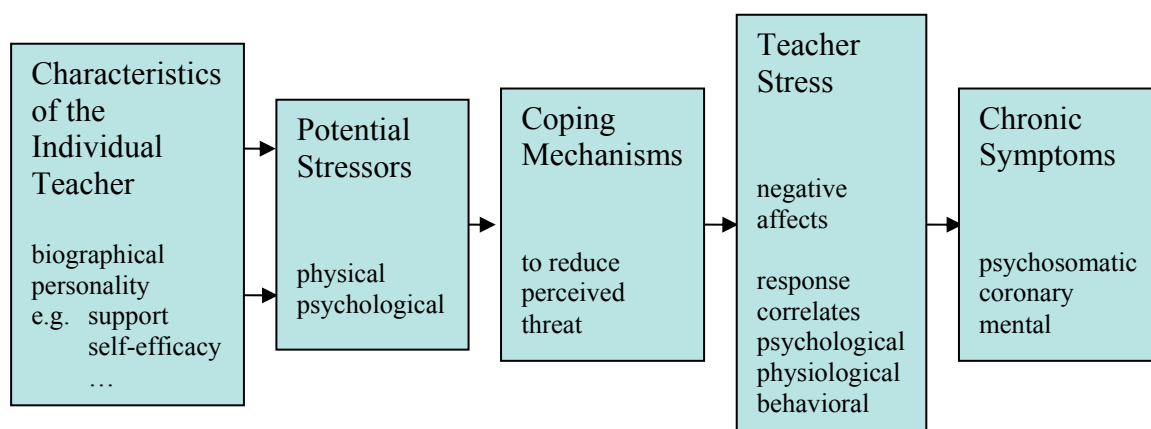 Characteristics
of the
Individual
Teacher
biographical
personality
e.g. support
self-efficacy
…
Potential
Stressors
physical
psychological
Coping
Mechanisms
to reduce
perceived
threat
Teacher
Stress
negative
affects
response
correlates
psychological
physiological
behavioral
Chronic
Symptoms
psychosomatic
coronary
mental